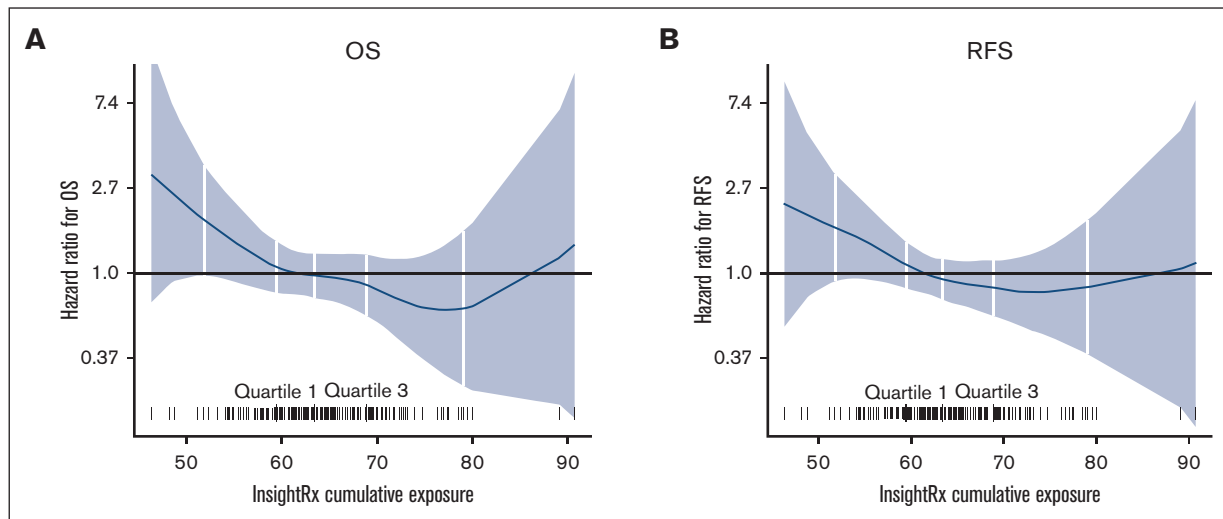 A
OS
Hazard ratio for OS
7.4
2.7
1.0
0.37
Quartile 1 Quartile 3
50 60 70 80 90
InsightRx cumulative exposure
B
RFS
Hazard ratio for RFS
7.4
2.7
1.0
0.37
Quartile 1 Quartile 3
50 60 70 80 90
InsightRx cumulative exposure